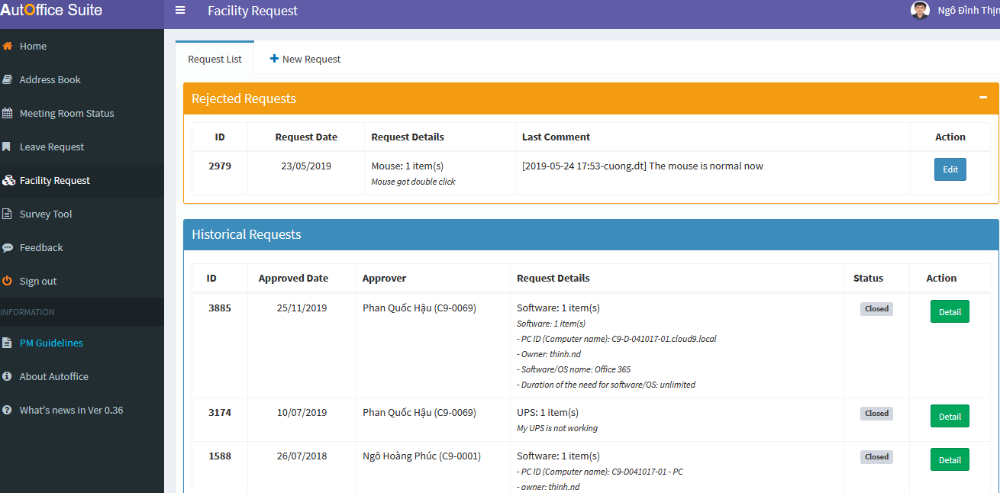 AutOffice Suite
Facility Request
Ngô Đình Thịn
Home
Address Book
Meeting Room Status
Leave Request
Facility Request
Survey Tool
Feedback
Sign out
INFORMATION
PM Guidelines
About Autoffice
What's news in Ver 0.36
Request List
New Request
Rejected Requests
ID Request Date Request Details Last Comment Action
2979 23/05/2019 Mouse: 1 item(s) [2019-05-24 17:53-cuong.dt] The mouse is normal now Edit
Mouse got double click
Historical Requests
ID Approved Date Approver Request Details Status Action
3885 25/11/2019 Phan Quốc Hậu (C9-0069) Software: 1 item(s) Closed Detail
Software: 1 item(s)
- PC ID (Computer name): C9-D-041017-01.cloud9.local
- Owner: thinh.nd
- Software/OS name: Office 365
- Duration of the need for software/OS: unlimited
3174 10/07/2019 Phan Quốc Hậu (C9-0069) UPS: 1 item(s) Closed Detail
My UPS is not working
1588 26/07/2018 Ngô Hoàng Phúc (C9-0001) Software: 1 item(s) Closed Detail
- PC ID (Computer name): C9-D041017-01 - PC
- owner: thinh.nd